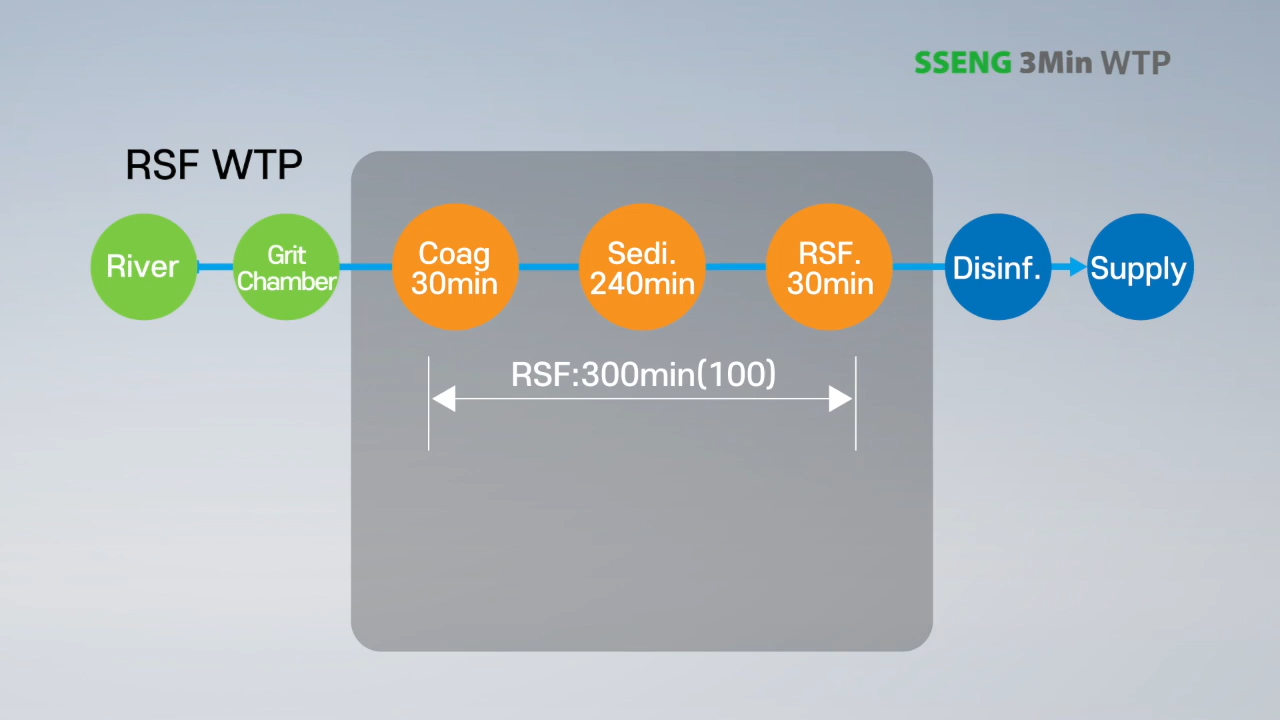 SSENG 3Min WTP
RSF WTP
River
Grit
Chamber
Coag
30min
Sedi.
240min
RSF.
30min
Disinf.
Supply
RSF:300min(100)